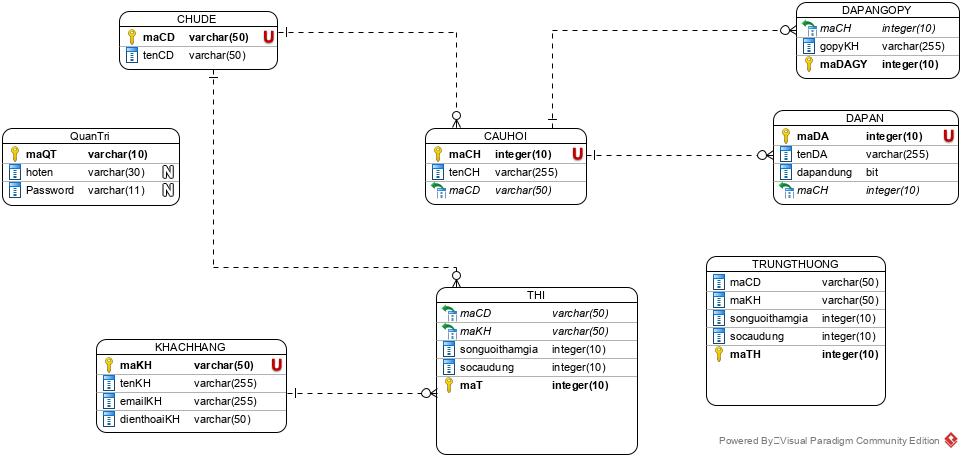 CHUDE
maCD varchar(50) U
tenCD varchar(50)
DAPANGOPY
maCH integer(10)
gopyKH varchar(255)
maDAGY integer(10)
QuanTri
maQT varchar(10)
hoten varchar(30) N
Password varchar(11) N
CAUHOI
maCH integer(10) U
tenCH varchar(255)
maCD varchar(50)
DAPAN
maDA integer(10) U
tenDA varchar(255)
dapandung bit
maCH integer(10)
TRUNGTHUONG
maCD varchar(50)
maKH varchar(50)
songuoithamgia integer(10)
socaudung integer(10)
maTH integer(10)
THI
maCD varchar(50)
maKH varchar(50)
songuoithamgia integer(10)
socaudung integer(10)
maT integer(10)
KHACHHANG
maKH varchar(50) U
tenKH varchar(255)
emailKH varchar(255)
dienthoaiKH varchar(50)
Powered By Visual Paradigm Community Edition